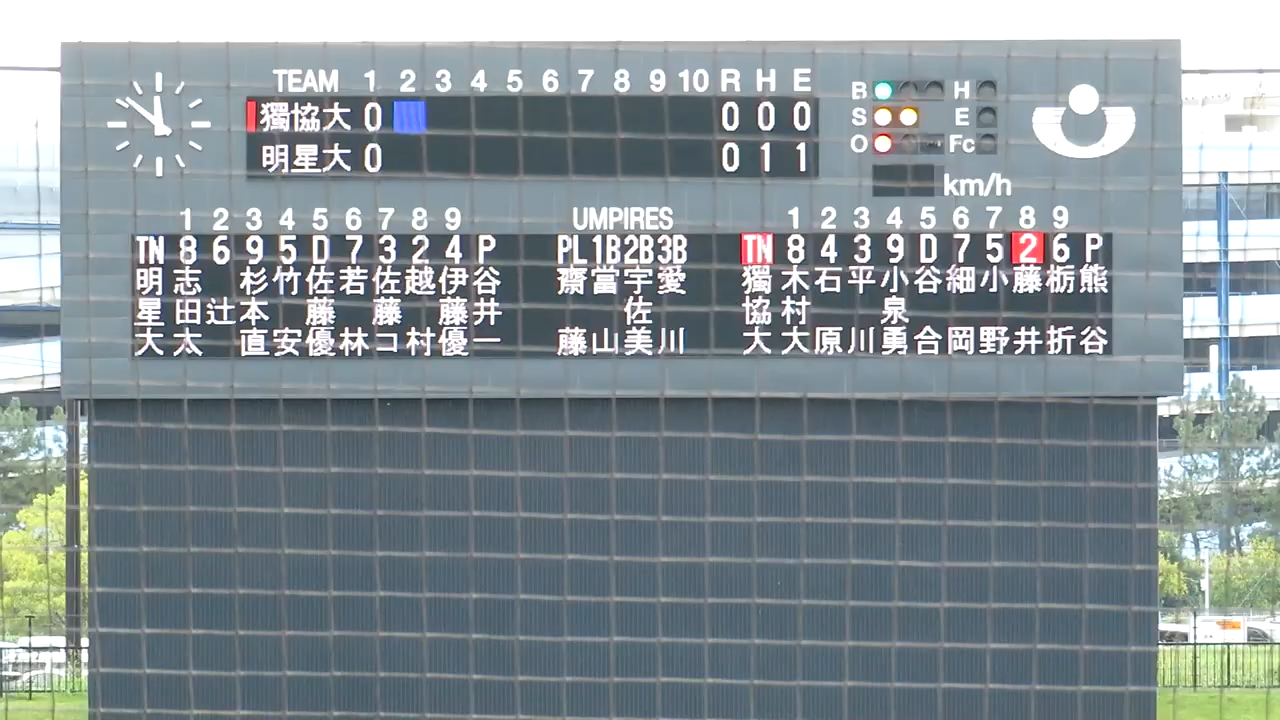 TEAM 1 2 3 4 5 6 7 8 9 10 R H E
獨協大 0 0 0 0
明星大 0 0 1 1
B H
S E
O Fc
km/h
1 2 3 4 5 6 7 8 9
TN 8 6 9 5 D 7 3 2 4 P
明 志 杉 竹 佐 若 佐 越 伊 谷
星 田 辻 本 藤 藤 藤 井
大 太 直 安 優 林 コ 村 優 一
UMPIRES
PL 1B 2B 3B
齋 當 宇 愛
佐
藤 山 美 川
1 2 3 4 5 6 7 8 9
TN 8 4 3 9 D 7 5 2 6 P
獨 木 石 平 小 谷 細 小 藤 栃 熊
協 村 泉
大 大 原 川 勇 合 岡 野 井 折 谷